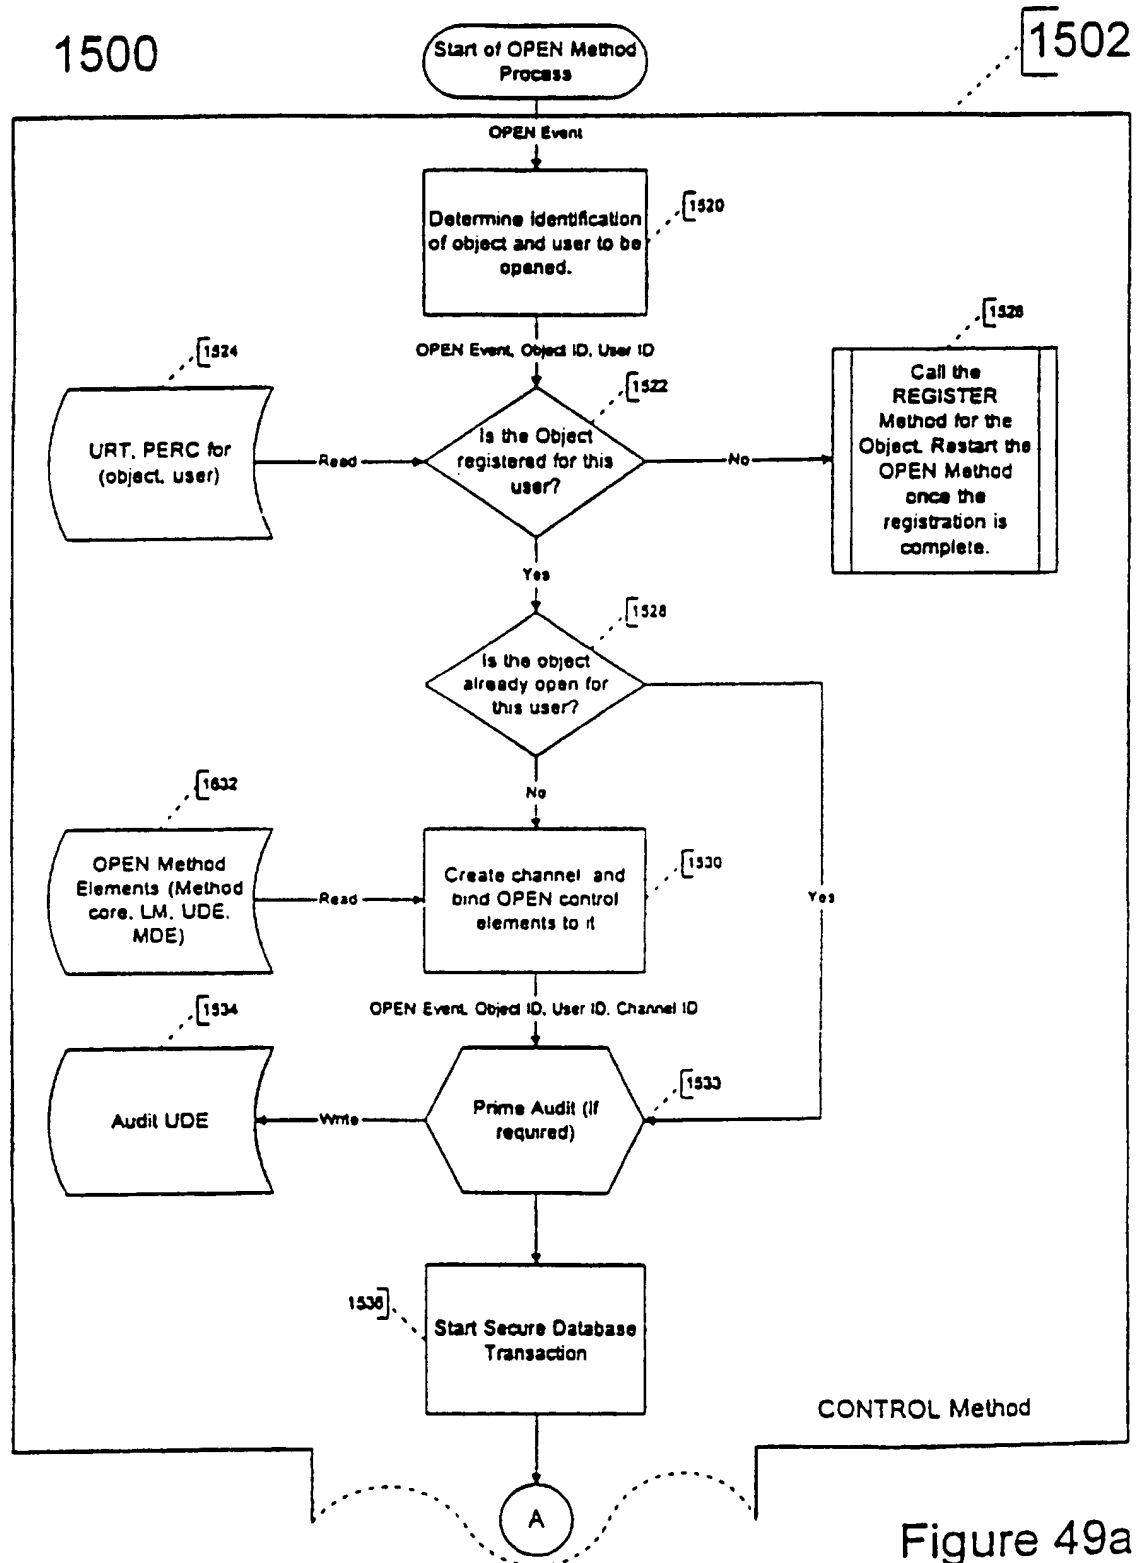 1500
1502
Start of OPEN Method
Process
OPEN Event
1520
Determine identification
of object and user to be
opened.
OPEN Event, Object ID, User ID
1524
1522
1526
URT, PERC for
(object, user)
Read
Is the Object
registered for this
user?
No
Call the
REGISTER
Method for the
Object. Restart the
OPEN Method
once the
registration is
complete.
Yes
1528
Is the object
already open for
this user?
No
Yes
1632
OPEN Method
Elements (Method
core, LM, UDE,
MDE)
Read
1530
Create channel and
bind OPEN control
elements to it
OPEN Event, Object ID, User ID, Channel ID
1534
Audit UDE
Write
1533
Prime Audit (if
required)
1536
Start Secure Database
Transaction
CONTROL Method
A
Figure 49a